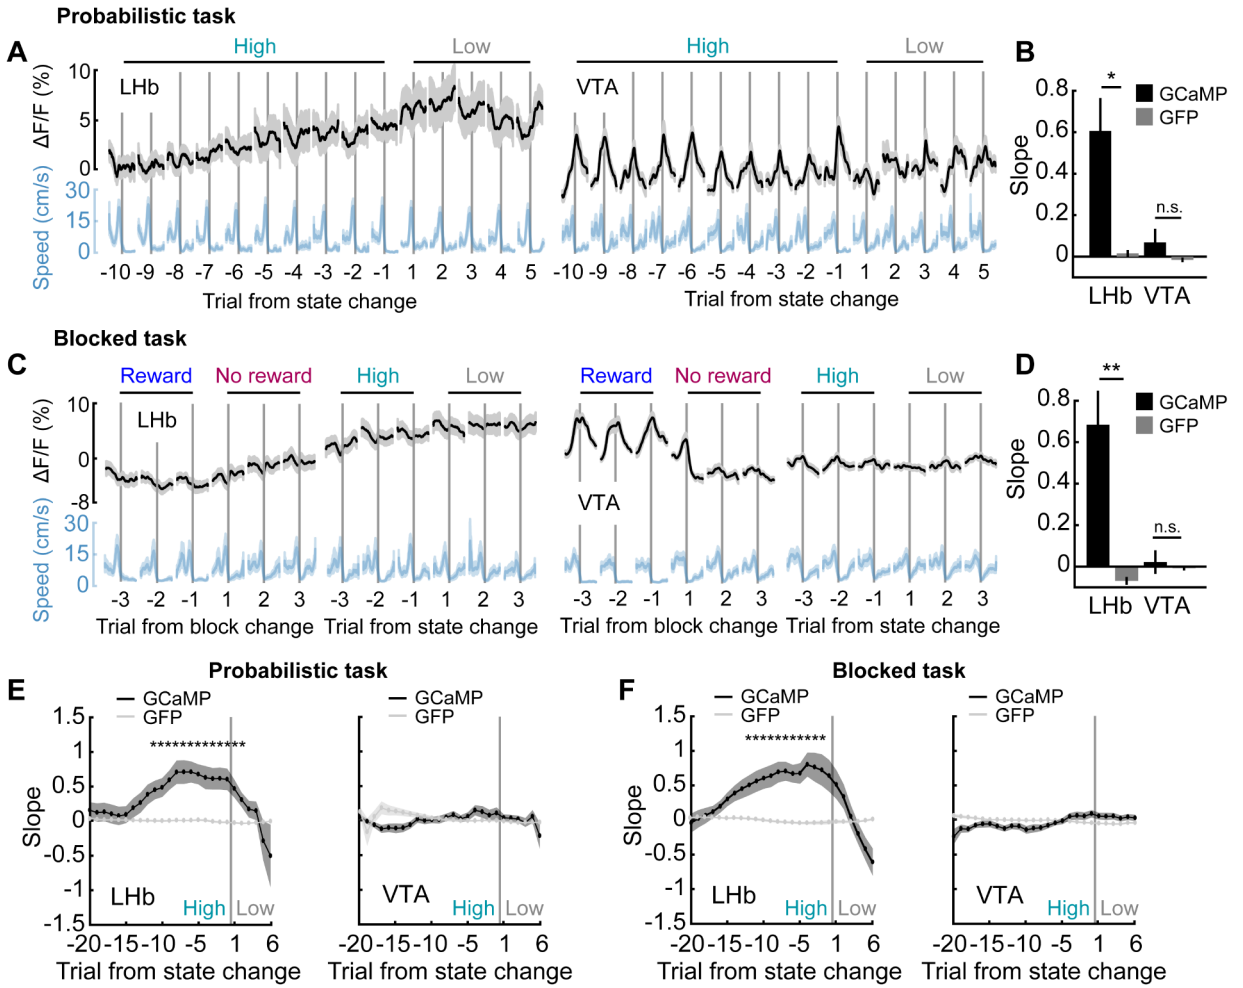 Probabilistic task
A
High
Low
High
Low
B
LHb
VTA
ΔF/F (%)
10
5
0
Speed (cm/s)
30
15
0
-10 -9 -8 -7 -6 -5 -4 -3 -2 -1 1 2 3 4 5
Trial from state change
-10 -9 -8 -7 -6 -5 -4 -3 -2 -1 1 2 3 4 5
Trial from state change
Slope
0.8
0.6
0.4
0.2
0
*
GCaMP
GFP
n.s.
LHb VTA
Blocked task
C
Reward
No reward
High
Low
Reward
No reward
High
Low
D
LHb
VTA
ΔF/F (%)
10
0
-8
Speed (cm/s)
30
15
0
-3 -2 -1 1 2 3
Trial from block change
-3 -2 -1 1 2 3
Trial from state change
-3 -2 -1 1 2 3
Trial from block change
-3 -2 -1 1 2 3
Trial from state change
Slope
0.8
0.6
0.4
0.2
0
**
GCaMP
GFP
n.s.
LHb VTA
Probabilistic task
E
GCaMP
GFP
Slope
1.5
1
0.5
0
-0.5
-1
-1.5
*************
LHb
High
Low
-20 -15 -10 -5 1 6
Trial from state change
GCaMP
GFP
VTA
High
Low
-20 -15 -10 -5 1 6
Trial from state change
Blocked task
F
GCaMP
GFP
Slope
1.5
1
0.5
0
-0.5
-1
-1.5
***********
LHb
High
Low
-20 -15 -10 -5 1 6
Trial from state change
GCaMP
GFP
VTA
High
Low
-20 -15 -10 -5 1 6
Trial from state change